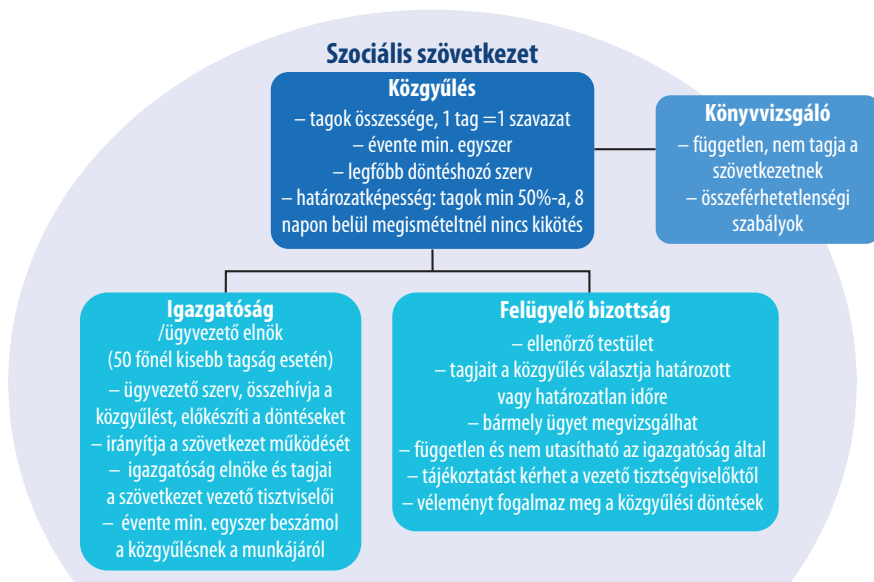 Szociális szövetkezet
Közgyűlés
– tagok összessége, 1 tag =1 szavazat
– évente min. egyszer
– legfőbb döntéshozó szerv
– határozatképesség: tagok min 50%-a, 8
napon belül megismételtnél nincs kikötés
Könyvvizsgáló
– független, nem tagja a
szövetkezetnek
– összeférhetetlenségi
szabályok
Igazgatóság
/ügyvezető elnök
(50 főnél kisebb tagság esetén)
– ügyvezető szerv, összehívja a
közgyűlést, előkészíti a döntéseket
– irányítja a szövetkezet működését
– igazgatóság elnöke és tagjai
a szövetkezet vezető tisztviselői
– évente min. egyszer beszámol
a közgyűlésnek a munkájáról
Felügyelő bizottság
– ellenőrző testület
– tagjait a közgyűlés választja határozott
vagy határozatlan időre
– bármely ügyet megvizsgálhat
– független és nem utasítható az igazgatóság által
– tájékoztatást kérhet a vezető tisztségviselőktől
– véleményt fogalmaz meg a közgyűlési döntések